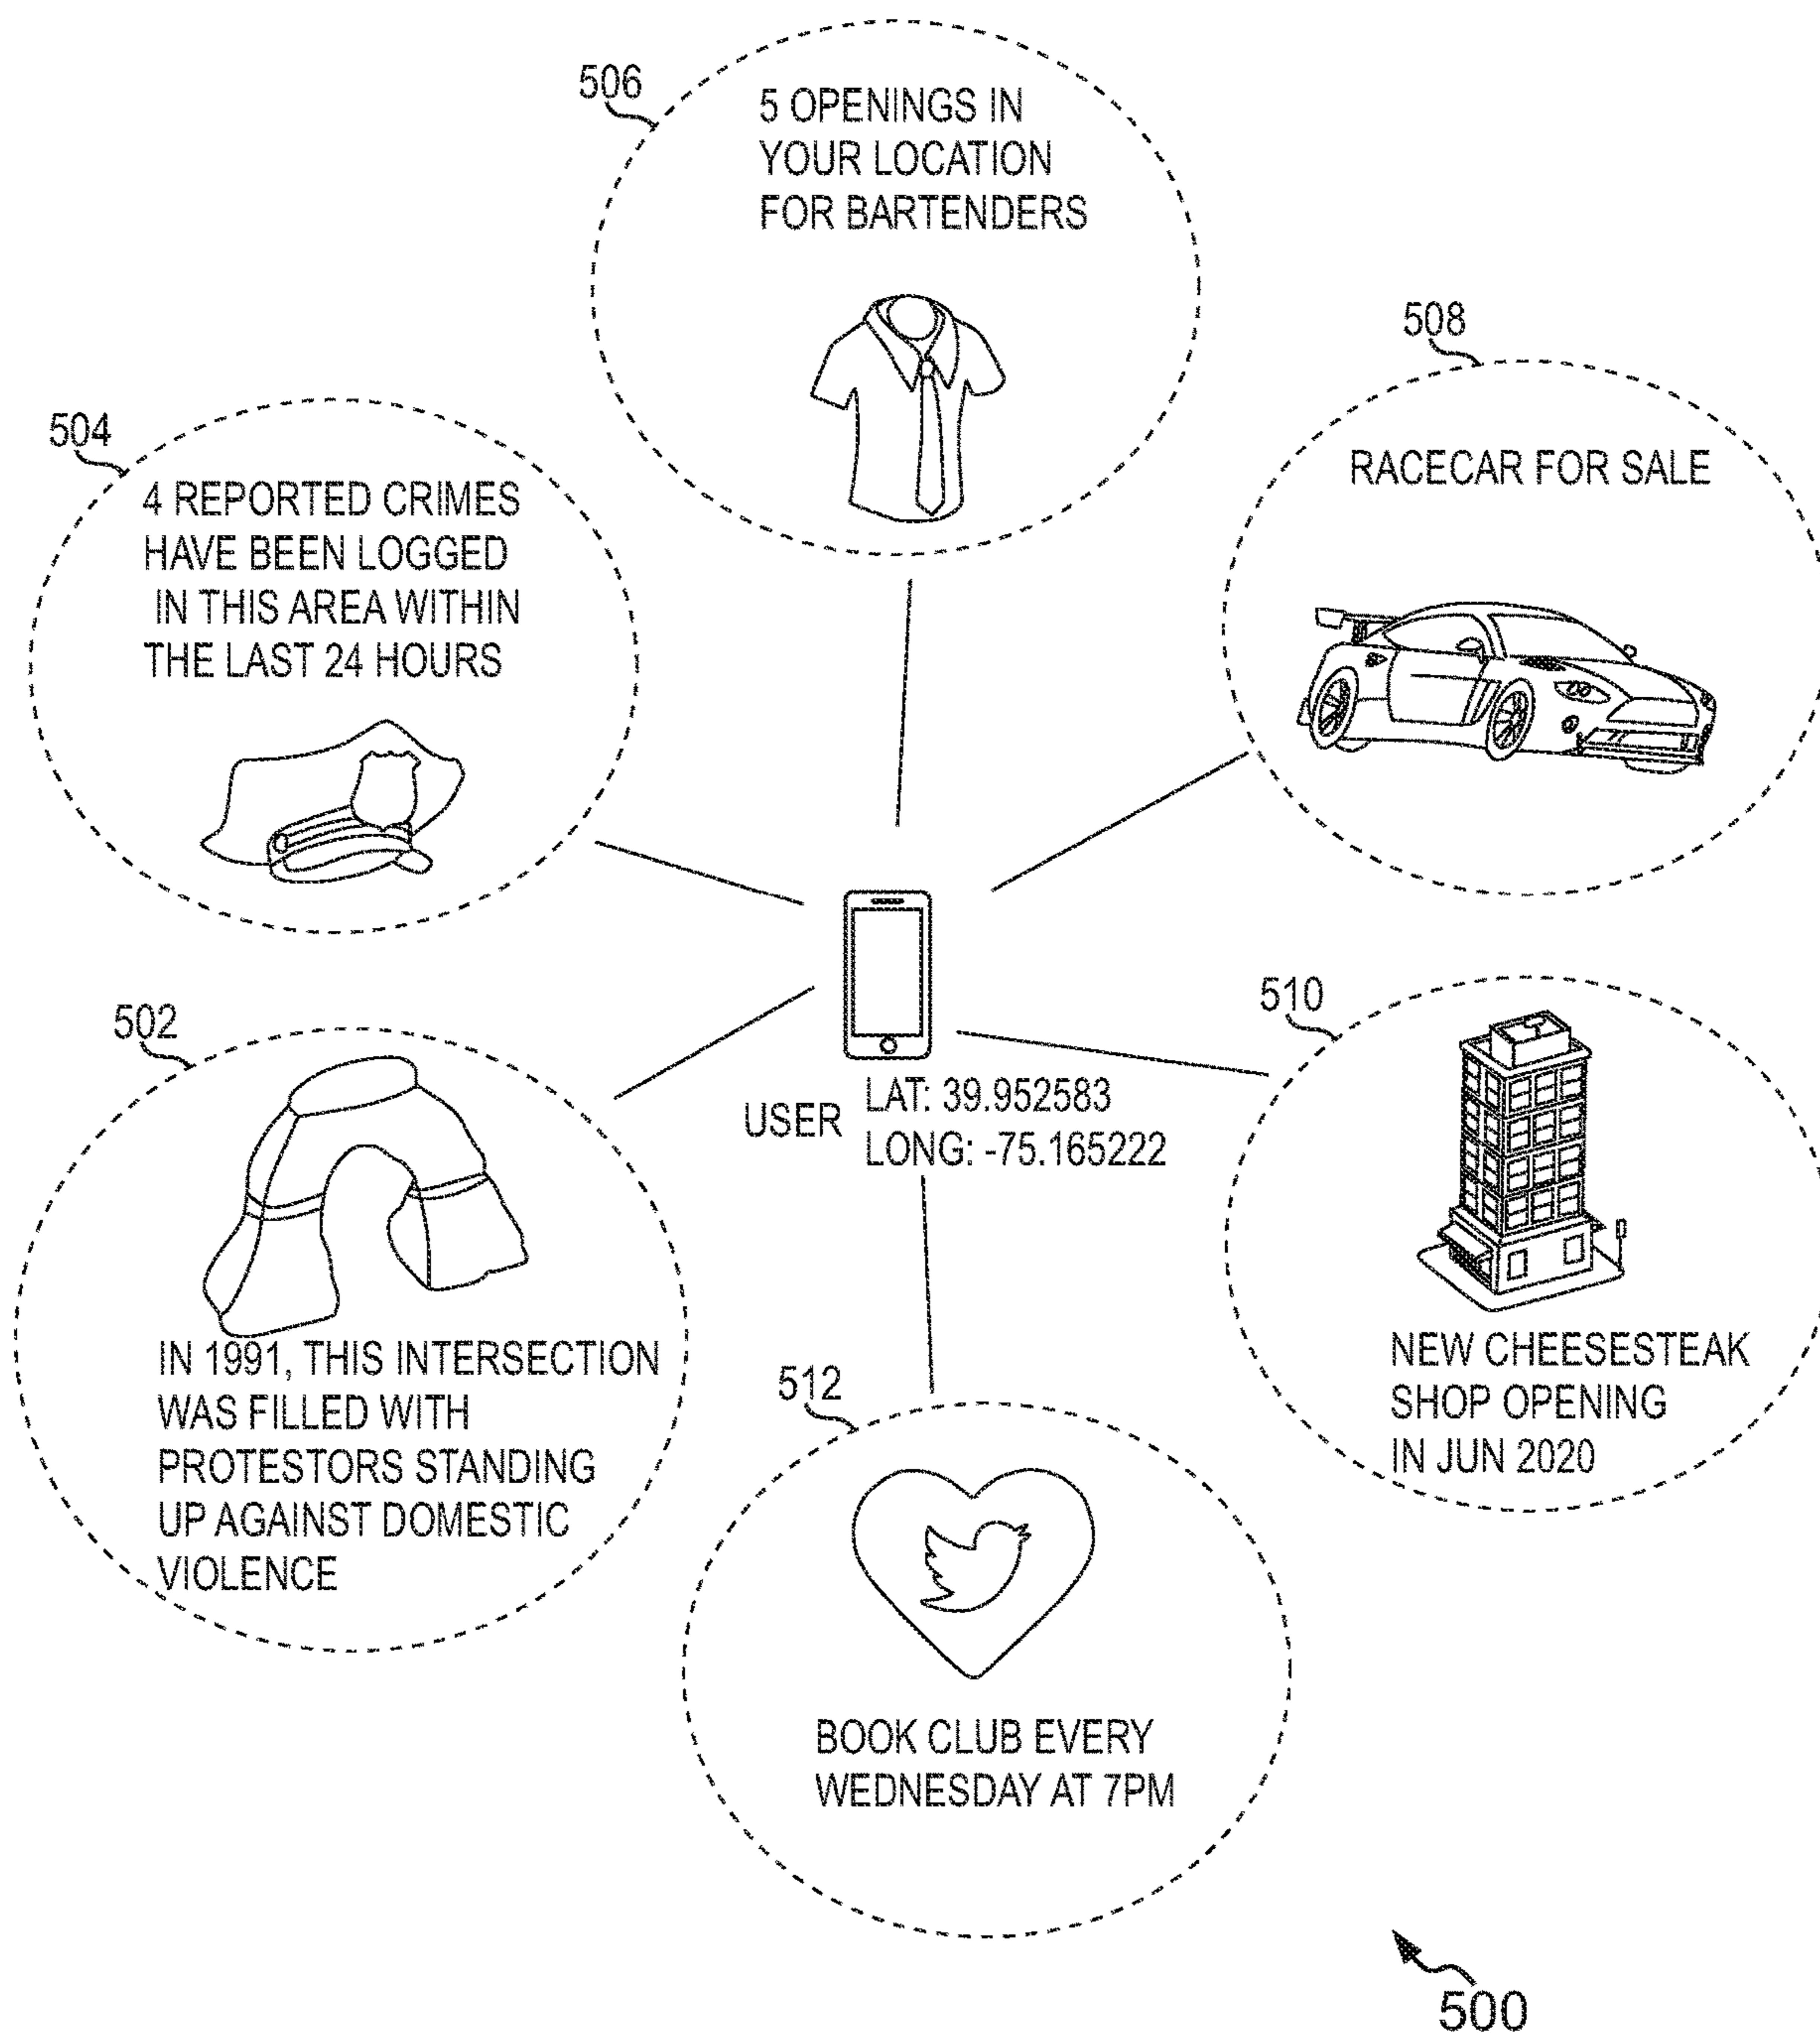 506
5 OPENINGS IN
YOUR LOCATION
FOR BARTENDERS
508
RACECAR FOR SALE
504
4 REPORTED CRIMES
HAVE BEEN LOGGED
IN THIS AREA WITHIN
THE LAST 24 HOURS
502
IN 1991, THIS INTERSECTION
WAS FILLED WITH
PROTESTORS STANDING
UP AGAINST DOMESTIC
VIOLENCE
USER
LAT: 39.952583
LONG: -75.165222
510
NEW CHEESESTEAK
SHOP OPENING
IN JUN 2020
512
BOOK CLUB EVERY
WEDNESDAY AT 7PM
500